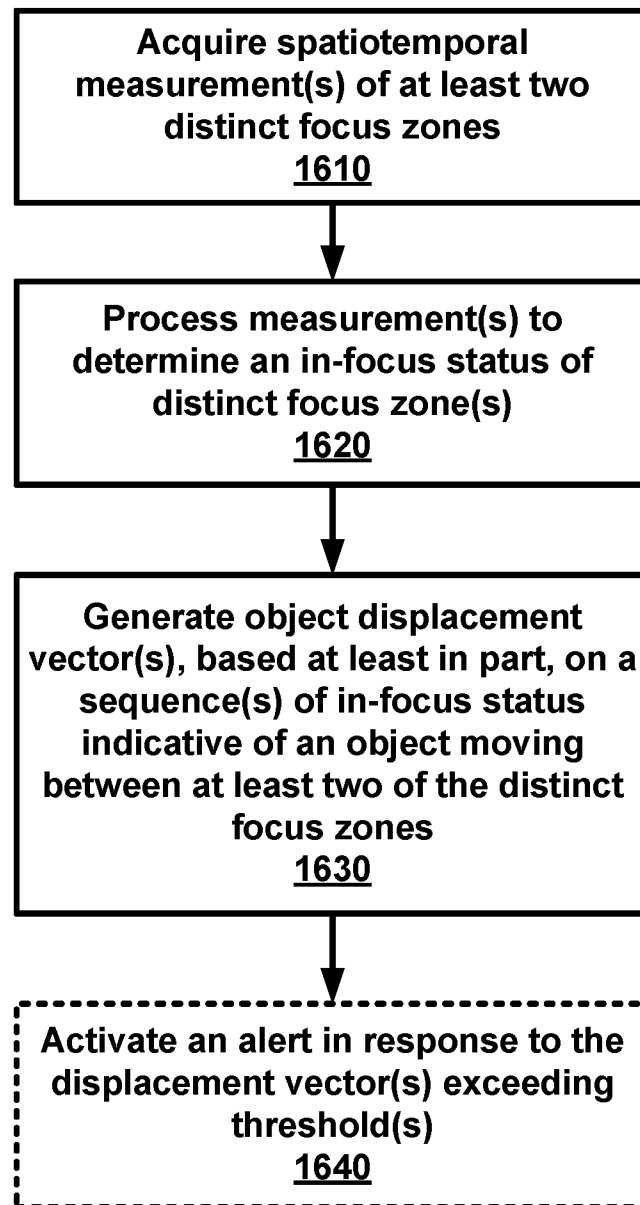 Acquire spatiotemporal
measurement(s) of at least two
distinct focus zones
1610
Process measurement(s) to
determine an in-focus status of
distinct focus zone(s)
1620
Generate object displacement
vector(s), based at least in part, on a
sequence(s) of in-focus status
indicative of an object moving
between at least two of the distinct
focus zones
1630
Activate an alert in response to the
displacement vector(s) exceeding
threshold(s)
1640